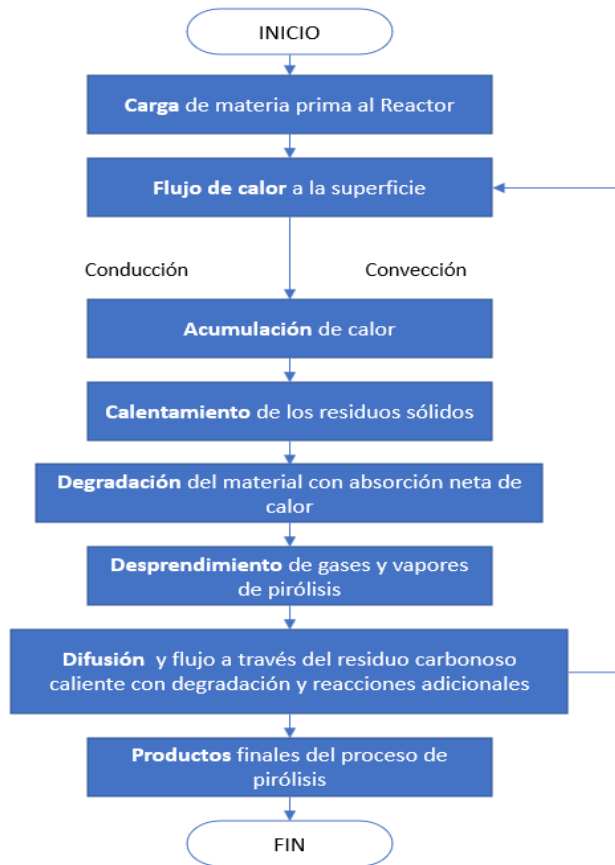 INICIO
Carga de materia prima al Reactor
Flujo de calor a la superficie
Conducción
Convección
Acumulación de calor
Calentamiento de los residuos sólidos
Degradación del material con absorción neta de
calor
Desprendimiento de gases y vapores
de pirólisis
Difusión y flujo a través del residuo carbonoso
caliente con degradación y reacciones adicionales
Productos finales del proceso de
pirólisis
FIN